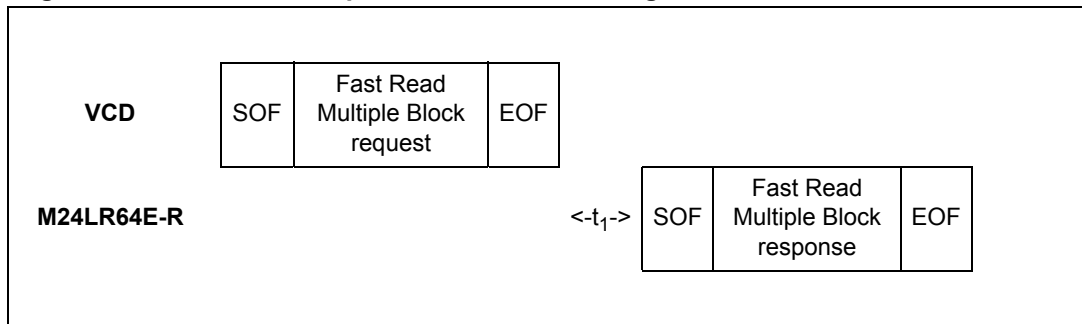 VCD
SOF
Fast Read
Multiple Block
request
EOF
M24LR64E-R
<-t1->
SOF
Fast Read
Multiple Block
response
EOF